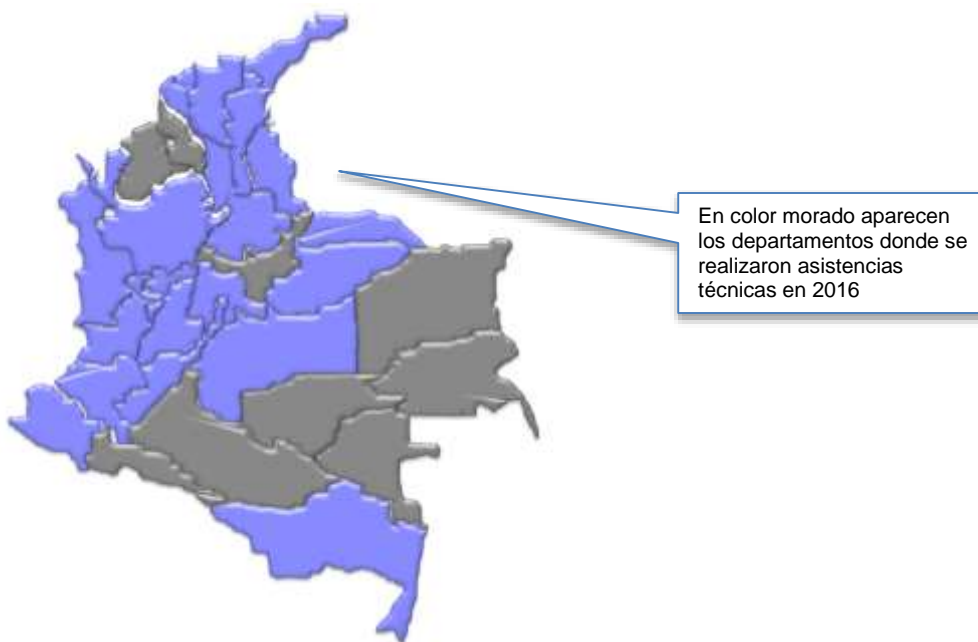 En color morado aparecen
los departamentos donde se
realizaron asistencias
técnicas en 2016